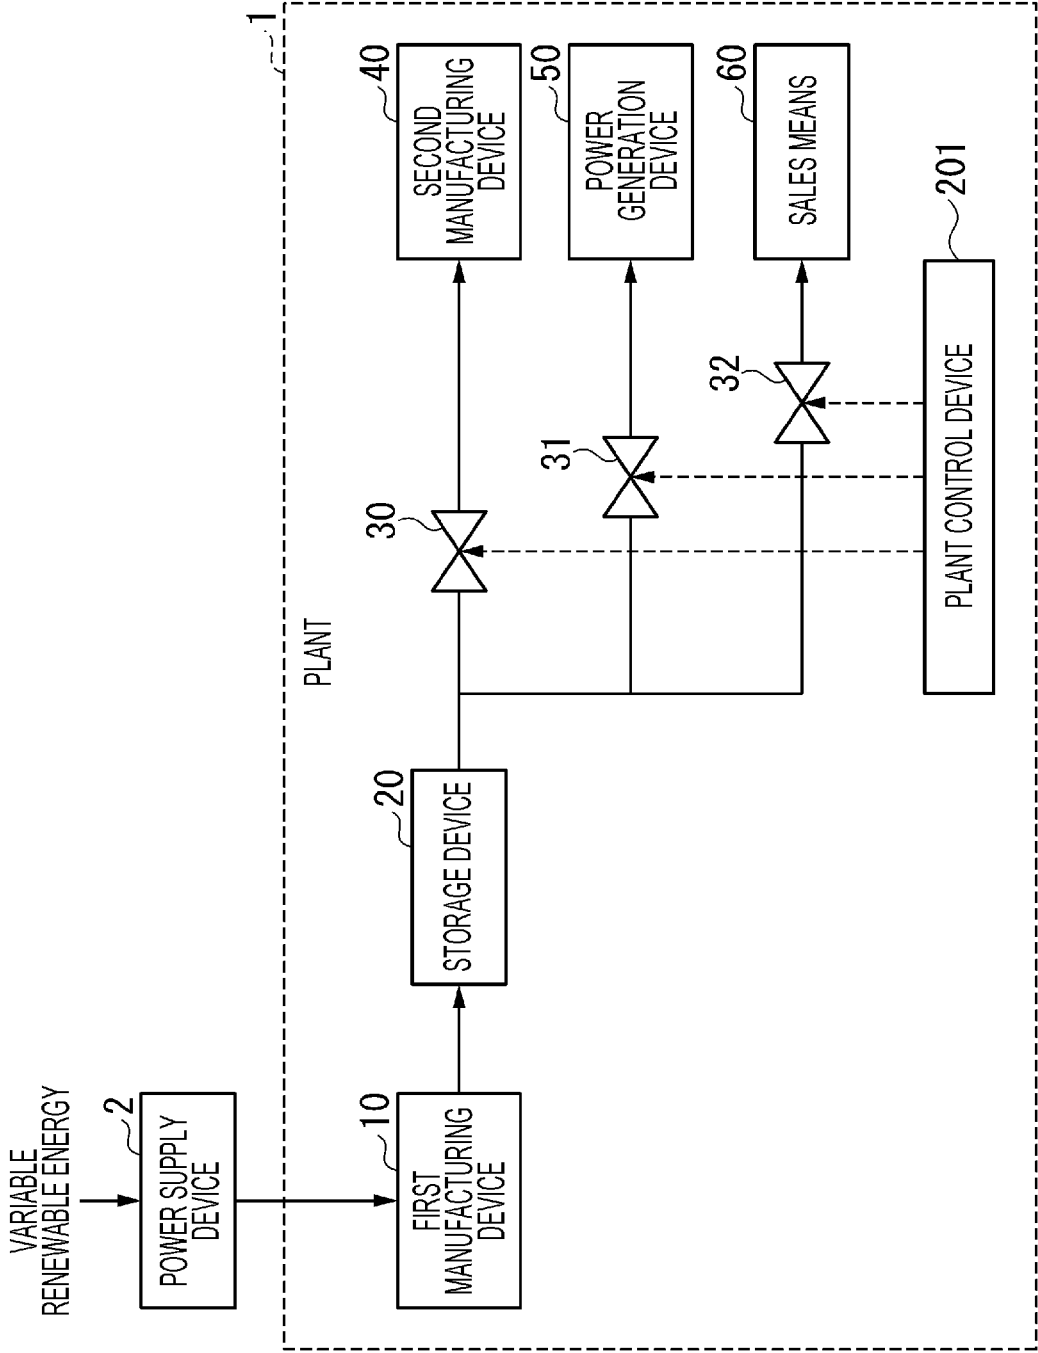 VARIABLE
RENEWABLE ENERGY
2
POWER SUPPLY
DEVICE
1
PLANT
10
FIRST
MANUFACTURING
DEVICE
20
STORAGE DEVICE
30
40
SECOND
MANUFACTURING
DEVICE
31
50
POWER
GENERATION
DEVICE
32
60
SALES MEANS
201
PLANT CONTROL DEVICE